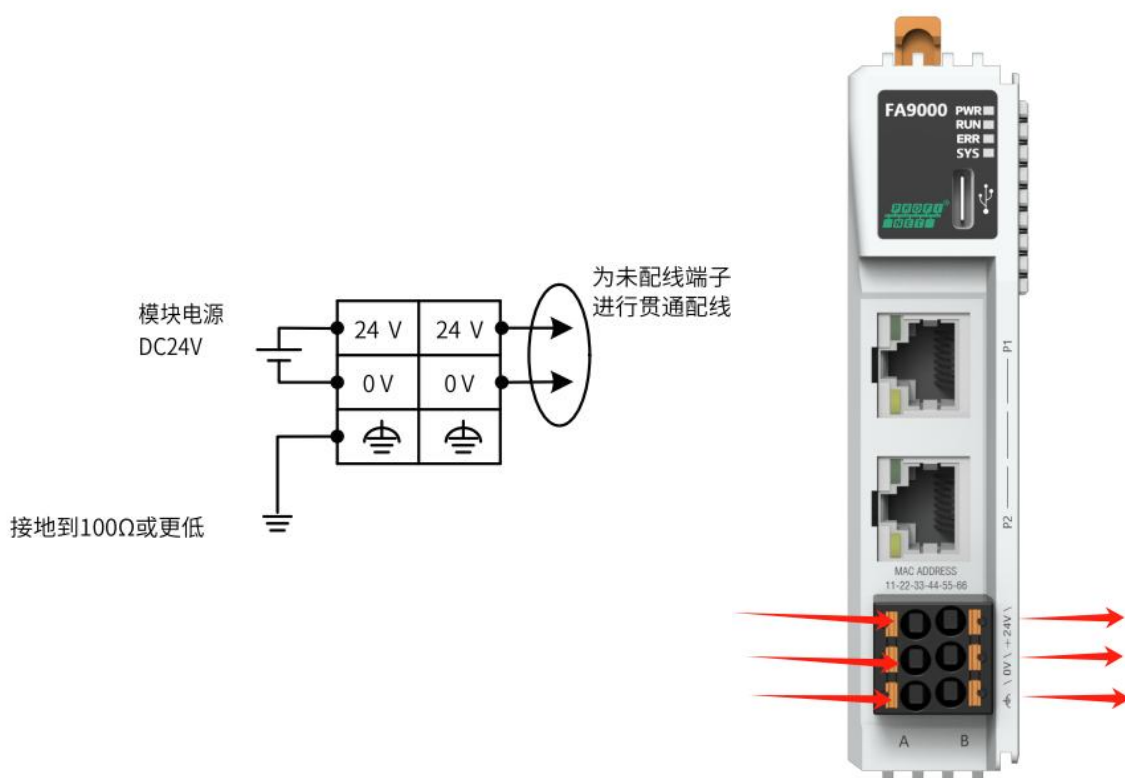 模块电源
DC24V
24 V
24 V
0 V
0 V
为未配线端子
进行贯通配线
接地到100Ω或更低
FA9000
PWR
RUN
ERR
SYS
PROFI
NET
P1
P2
MAC ADDRESS
11-22-33-44-55-66
+24V
0V
A
B